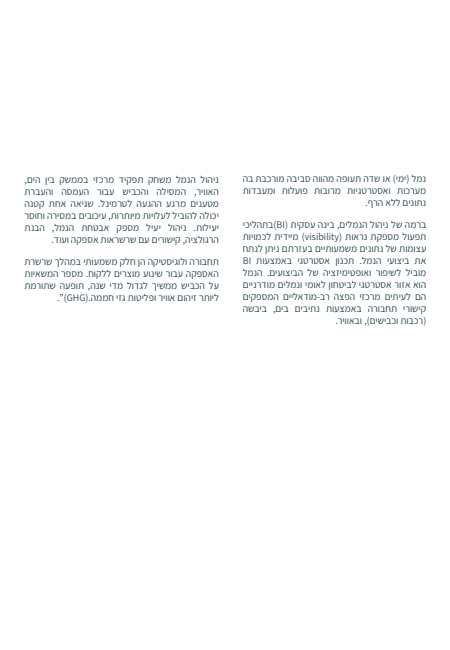 נמל (ימי) או שדה תעופה מהווה סביבה מורכבת בה
מערכות ואסטרטגיות מרובות פועלות ומעבדות
נתונים ללא הרף.
ברמה של ניהול הנמלים, בינה עסקית (BI)בתהליכי
תפעול מספקת נראות (visibility) מיידית לכמויות
עצומות של נתונים משמעותיים בעזרתם ניתן לנתח
את ביצועי הנמל. תכנון אסטרטגי באמצעות BI
מוביל לשיפור ואופטימיזציה של הביצועים. הנמל
הוא אזור אסטרטגי לביטחון לאומי ונמלים מודרניים
הם לעיתים מרכזי הפצה רב-מודאליים המספקים
קישורי תחבורה באמצעות נתיבים בים, ביבשה
(רכבות וכבישים), ובאוויר.
ניהול הנמל משחק תפקיד מרכזי בממשק בין הים,
האוויר, המסילה והכביש עבור העמסה והעברת
מטענים מרגע ההגעה לטרמינל. שגיאה אחת קטנה
יכולה להוביל לעלויות מיותרות, עיכובים במסירה וחוסר
יעילות. ניהול יעיל מספק אבטחת הנמל, הבנת
הרגולציה, קישורים עם שרשראות אספקה ועוד.
תחבורה ולוגיסטיקה הן חלק משמעותי במהלך שרשרת
האספקה עבור שינוע מוצרים ללקוח. מספר המשאיות
על הכביש ממשיך לגדול מדי שנה, תופעה שתורמת
ליותר זיהום אוויר ופליטות גזי חממה.(GHG)".